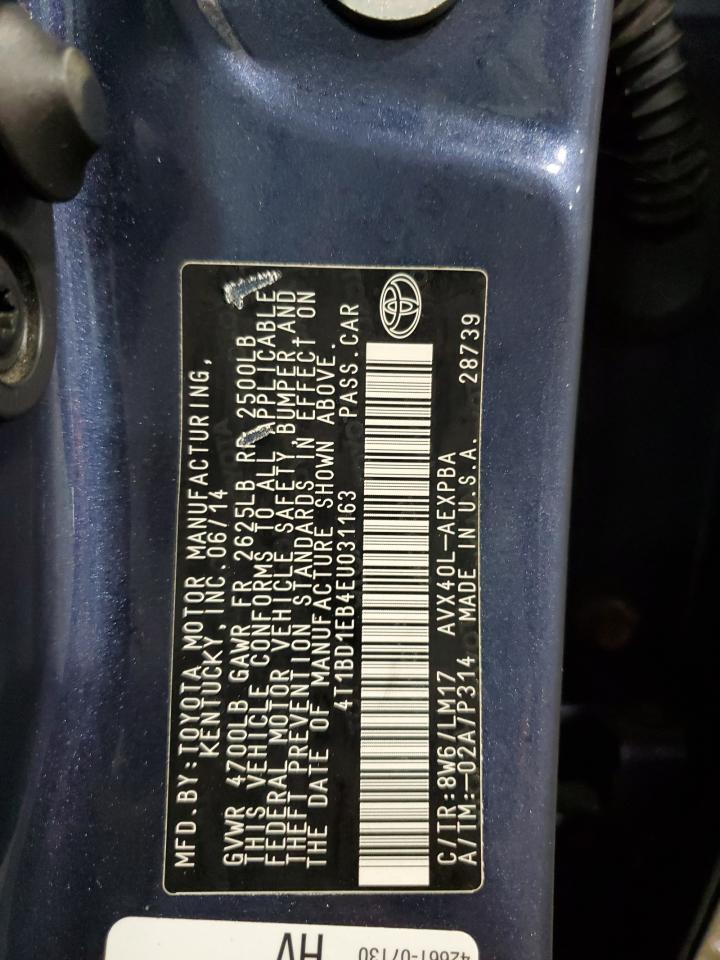 MFD.BY:TOYOTA MOTOR MANUFACTURING,
KENTUCKY, INC.06/14
GVWR 4700LB GAWR FR 2625LB RR 2500LB
THIS VEHICLE CONFORMS TO ALL APPLICABLE
FEDERAL MOTOR VEHICLE SAFETY, BUMPER,AND
THEFT PREVENTION STANDARDS IN EFFECT ON
THE DATE OF MANUFACTURE SHOWN ABOVE.
4T1BD1EB4EU031163 PASS.CAR
C/TR:8W6/LM17 AVX40L-AEXPBA
A/TM:-02A/P314 MADE IN U.S.A. 28739
HV
42661-07130